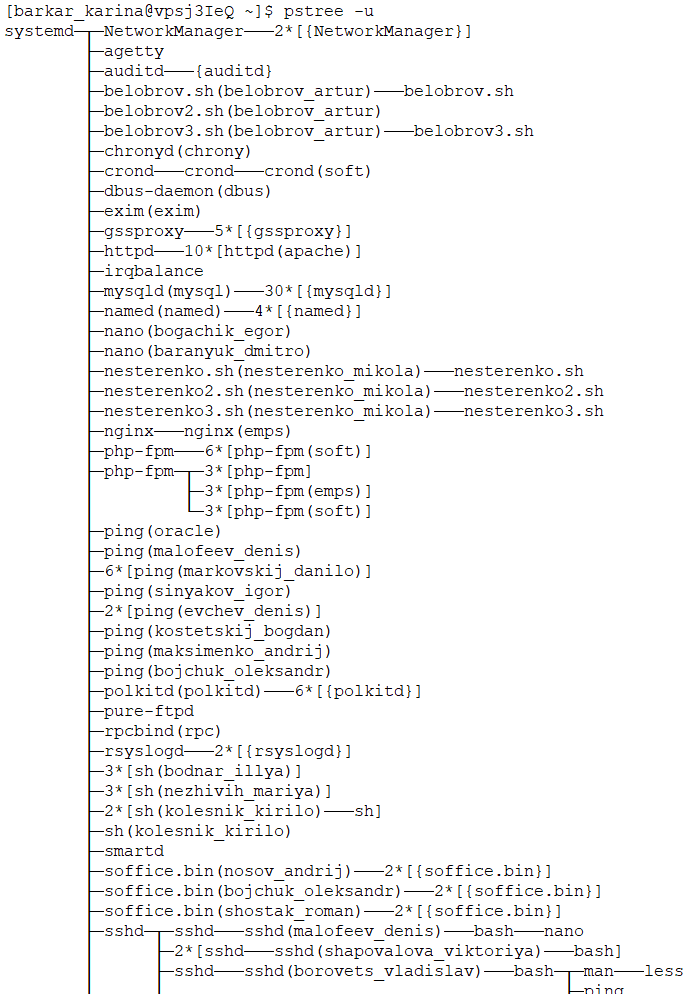 [barkar_karina@vpsj3IeQ ~]$ pstree -u
systemd─┬─NetworkManager───2*[{NetworkManager}]
        ├─agetty
        ├─auditd───{auditd}
        ├─belobrov.sh(belobrov_artur)───belobrov.sh
        ├─belobrov2.sh(belobrov_artur)
        ├─belobrov3.sh(belobrov_artur)───belobrov3.sh
        ├─chronyd(chrony)
        ├─crond───crond───crond(soft)
        ├─dbus-daemon(dbus)
        ├─exim(exim)
        ├─gssproxy───5*[{gssproxy}]
        ├─httpd───10*[httpd(apache)]
        ├─irqbalance
        ├─mysqld(mysql)───30*[{mysqld}]
        ├─named(named)───4*[{named}]
        ├─nano(bogachik_egor)
        ├─nano(baranyuk_dmitro)
        ├─nesterenko.sh(nesterenko_mikola)───nesterenko.sh
        ├─nesterenko2.sh(nesterenko_mikola)───nesterenko2.sh
        ├─nesterenko3.sh(nesterenko_mikola)───nesterenko3.sh
        ├─nginx───nginx(emps)
        ├─php-fpm───6*[php-fpm(soft)]
        ├─php-fpm─┬─3*[php-fpm]
        │         ├─3*[php-fpm(emps)]
        │         └─3*[php-fpm(soft)]
        ├─ping(oracle)
        ├─ping(malofeev_denis)
        ├─6*[ping(markovskij_danilo)]
        ├─ping(sinyakov_igor)
        ├─2*[ping(evchev_denis)]
        ├─ping(kostetskij_bogdan)
        ├─ping(maksimenko_andrij)
        ├─ping(bojchuk_oleksandr)
        ├─polkitd(polkitd)───6*[{polkitd}]
        ├─pure-ftpd
        ├─rpcbind(rpc)
        ├─rsyslogd───2*[{rsyslogd}]
        ├─3*[sh(bodnar_illya)]
        ├─3*[sh(nezhivih_mariya)]
        ├─2*[sh(kolesnik_kirilo)───sh]
        ├─sh(kolesnik_kirilo)
        ├─smartd
        ├─soffice.bin(nosov_andrij)───2*[{soffice.bin}]
        ├─soffice.bin(bojchuk_oleksandr)───2*[{soffice.bin}]
        ├─soffice.bin(shostak_roman)───2*[{soffice.bin}]
        ├─sshd─┬─sshd───sshd(malofeev_denis)───bash───nano
        │      ├─2*[sshd───sshd(shapovalova_viktoriya)───bash]
        │      ├─sshd───sshd(borovets_vladislav)───bash─┬─man───less
        │      │                                        ├─ping